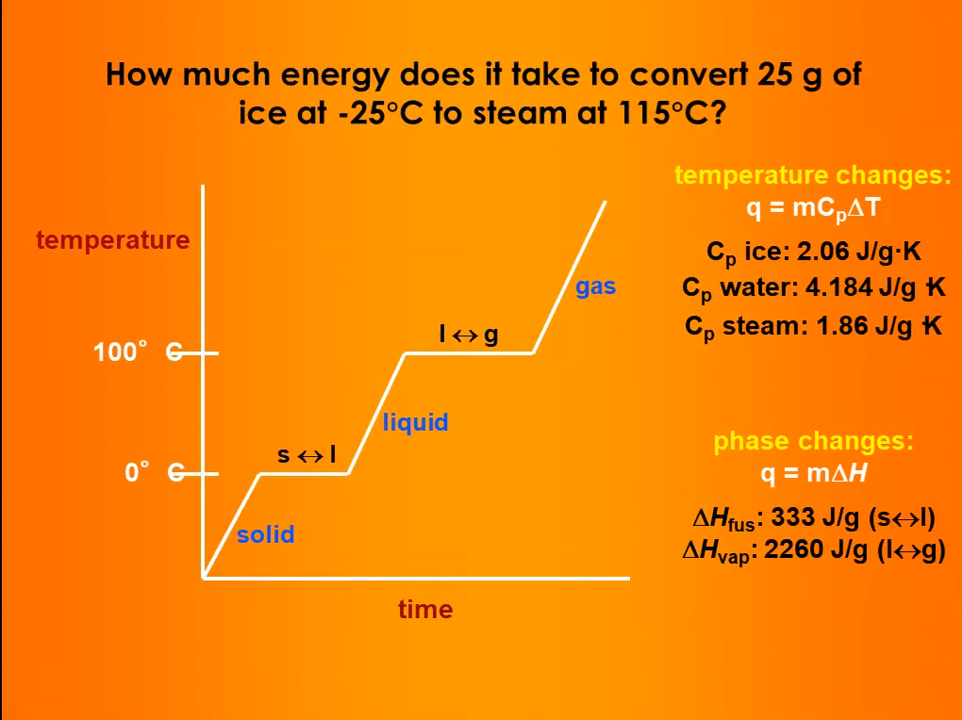 How much energy does it take to convert 25 g of
ice at -25°C to steam at 115°C?
temperature changes:
q = mCpΔT
temperature
Cp ice: 2.06 J/g·K
Cp water: 4.184 J/g·K
gas
Cp steam: 1.86 J/g·K
l ↔ g
100° C
liquid
phase changes:
s ↔ l
0° C
q = mΔH
ΔHfus: 333 J/g (s↔l)
solid
ΔHvap: 2260 J/g (l↔g)
time